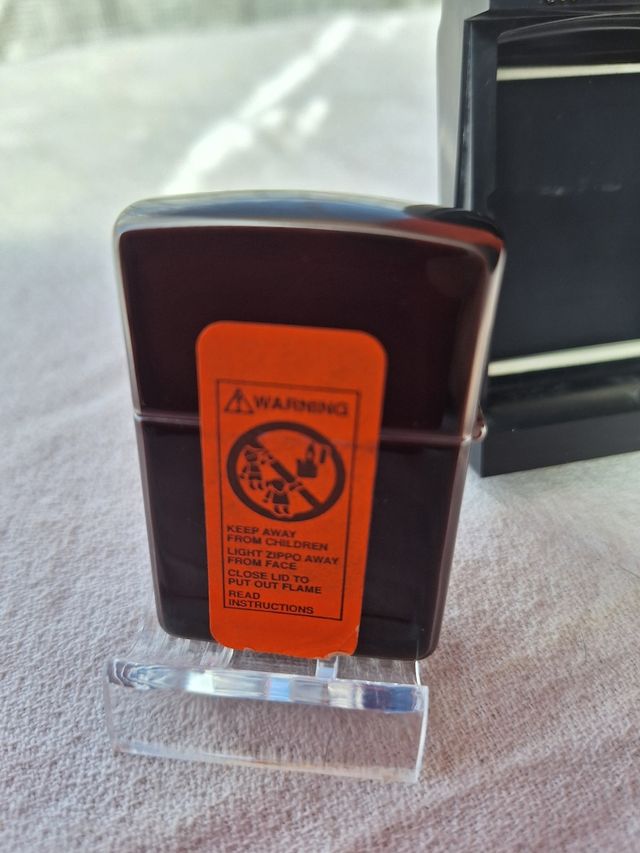 WARNING
KEEP AWAY
FROM CHILDREN
LIGHT ZIPPO AWAY
FROM FACE
CLOSE LID TO
PUT OUT FLAME
READ
INSTRUCTIONS